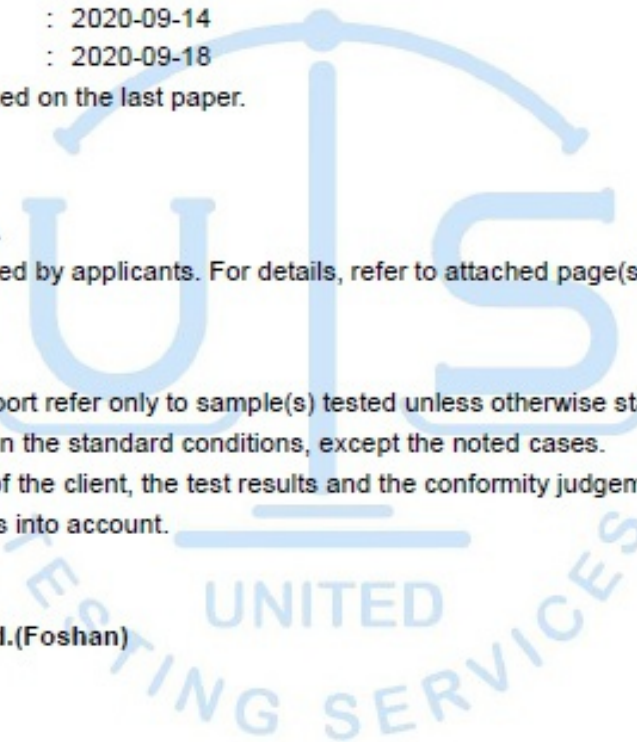 : 2020-09-14
: 2020-09-18
ed on the last paper.
ed by applicants. For details, refer to attached page(s
port refer only to sample(s) tested unless otherwise st
n the standard conditions, except the noted cases.
of the client, the test results and the conformity judgem
s into account.
d.(Foshan)
U S
UNITED
TESTING SERVICES